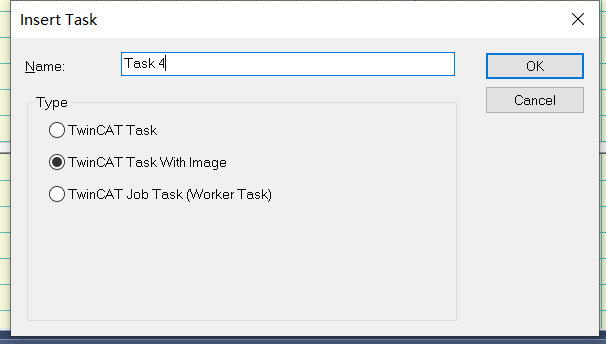 Insert Task
Name:
Task 4
OK
Cancel
Type
TwinCAT Task
TwinCAT Task With Image
TwinCAT Job Task (Worker Task)